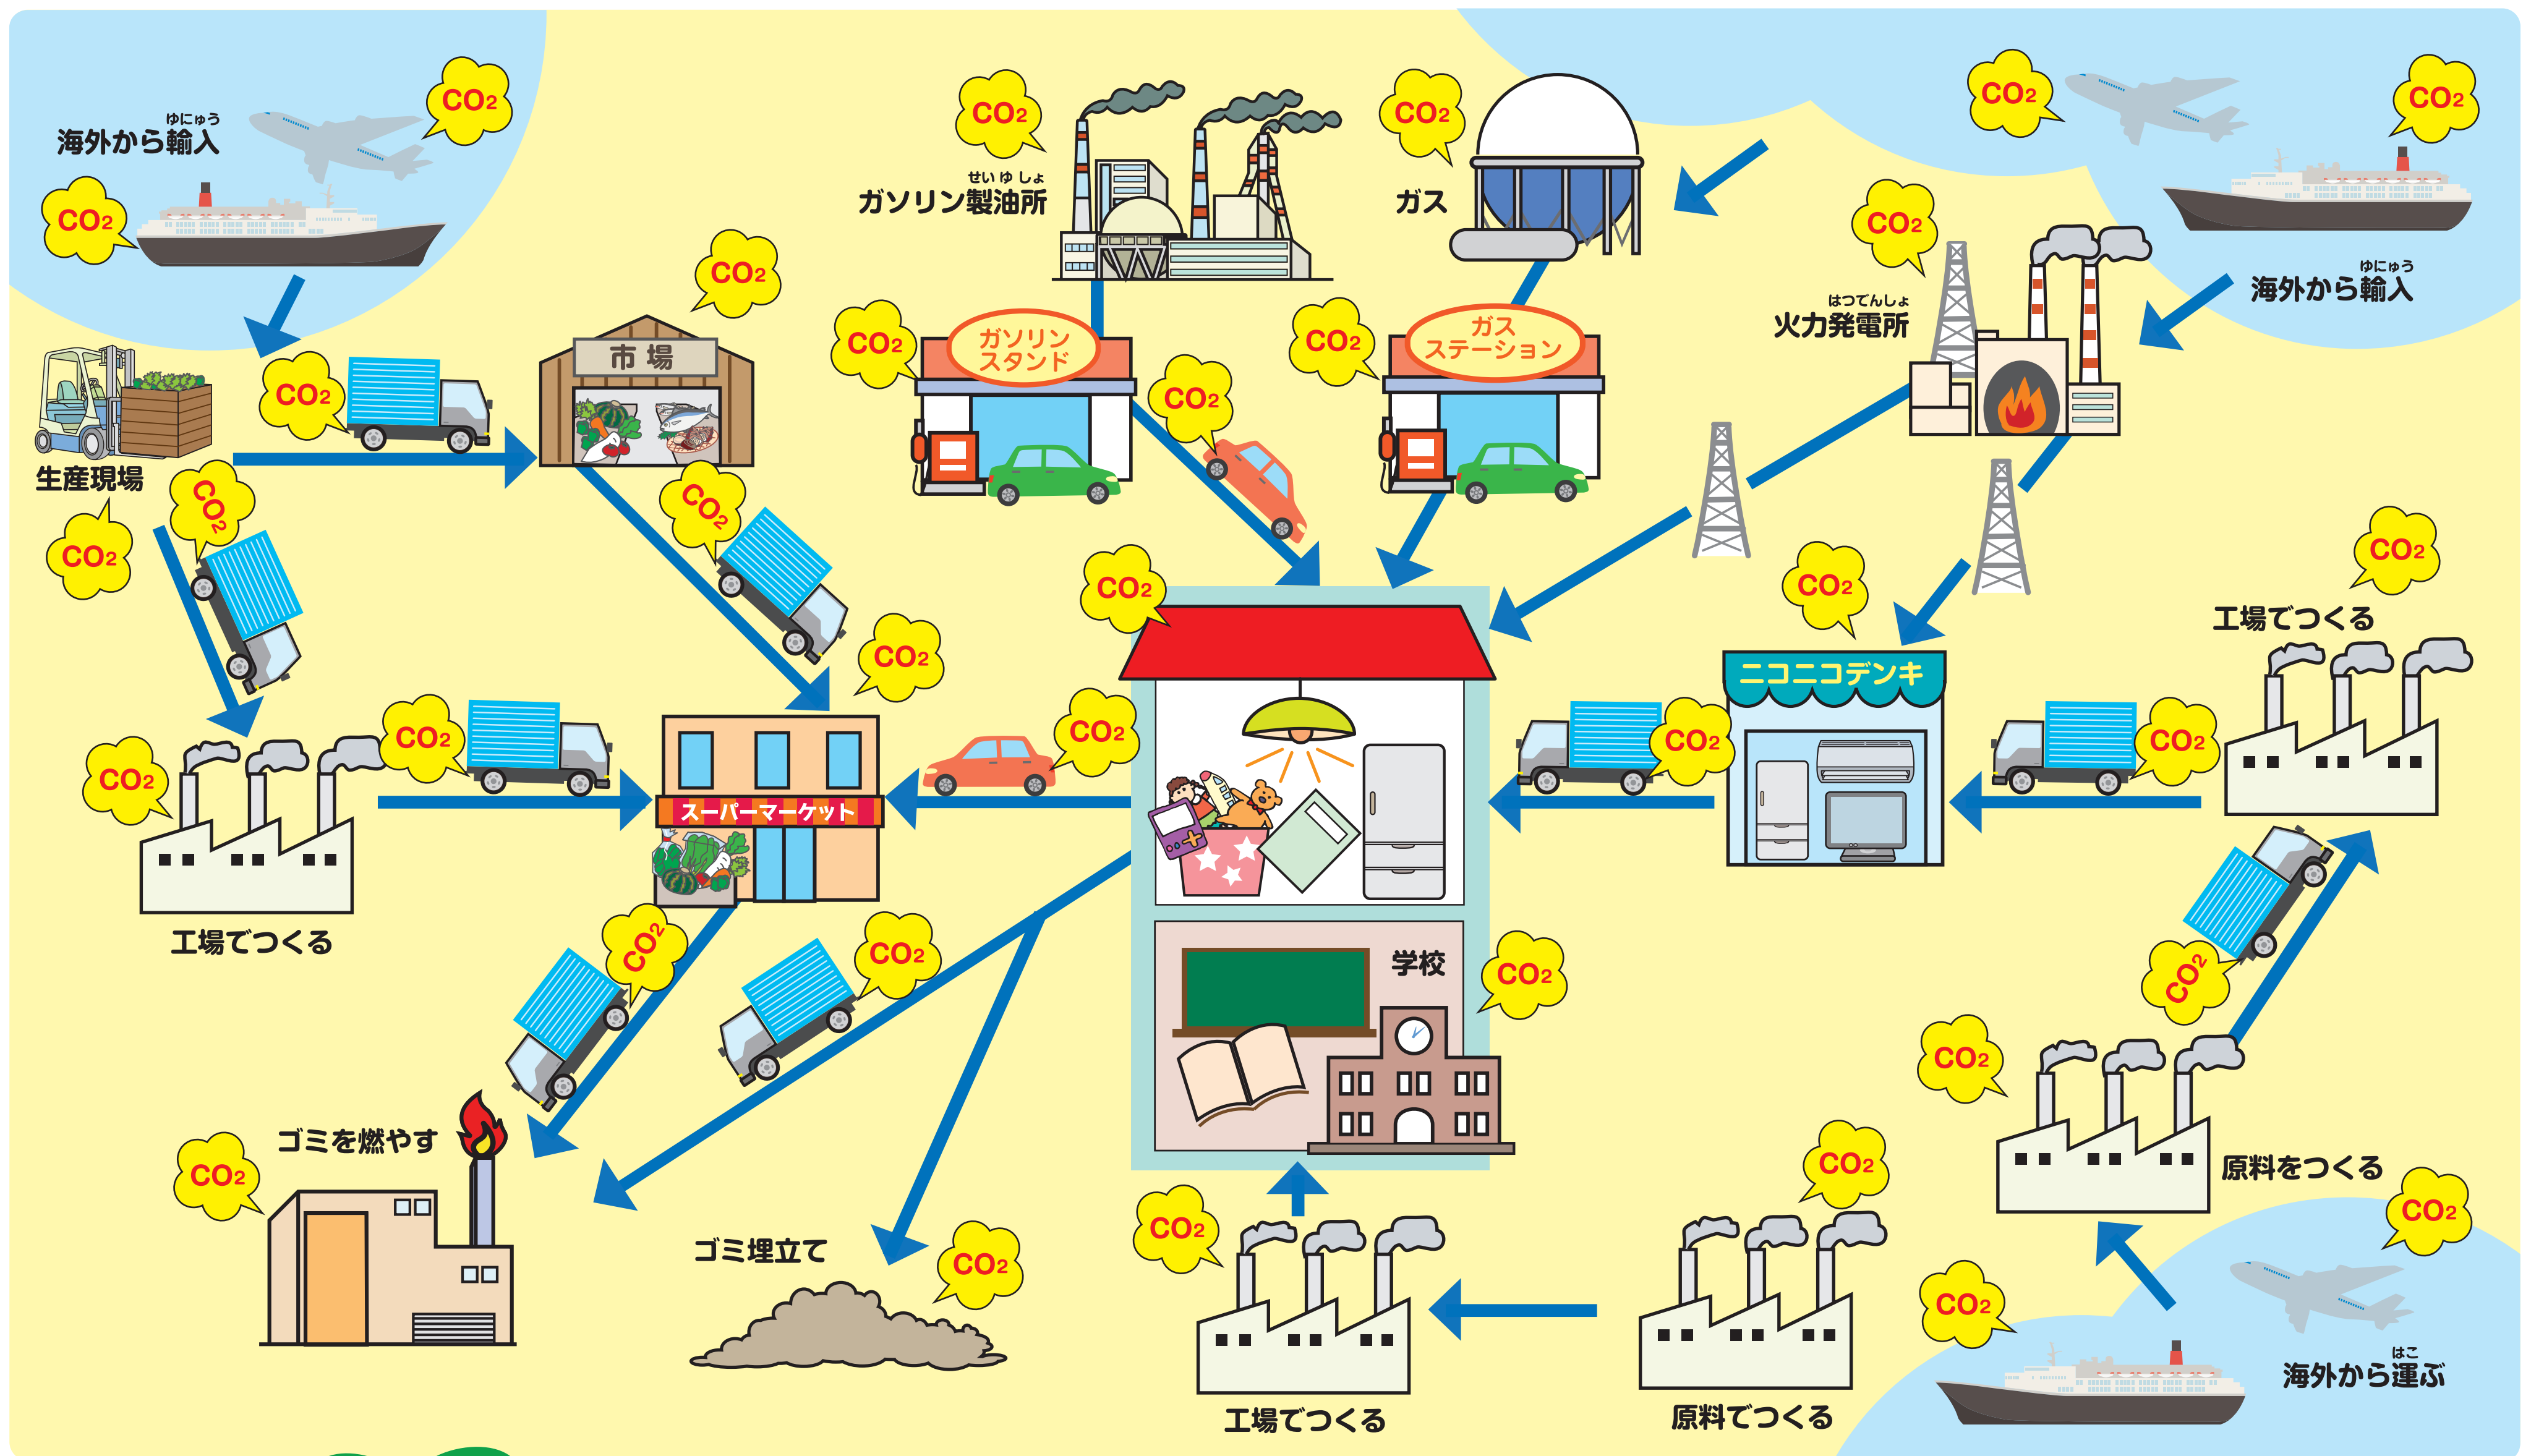 CO2
CO2
ゆにゅう
海外から輸入
CO2
CO2
せいゆしょ
ガソリン製油所
CO2
ガス
CO2
CO2
CO2
はつでんしょ
火力発電所
ゆにゅう
海外から輸入
CO2
市場
CO2
ガソリン
スタンド
CO2
CO2
ガス
ステーション
CO2
生産現場
CO2
CO2
CO2
CO2
CO2
CO2
CO2
工場でつくる
CO2
CO2
CO2
スーパーマーケット
CO2
ニコニコデンキ
CO2
CO2
工場でつくる
CO2
CO2
学校
CO2
CO2
CO2
原料をつくる
ゴミを燃やす
CO2
ゴミ埋立て
CO2
CO2
工場でつくる
CO2
原料でつくる
CO2
CO2
はこ
海外から運ぶ